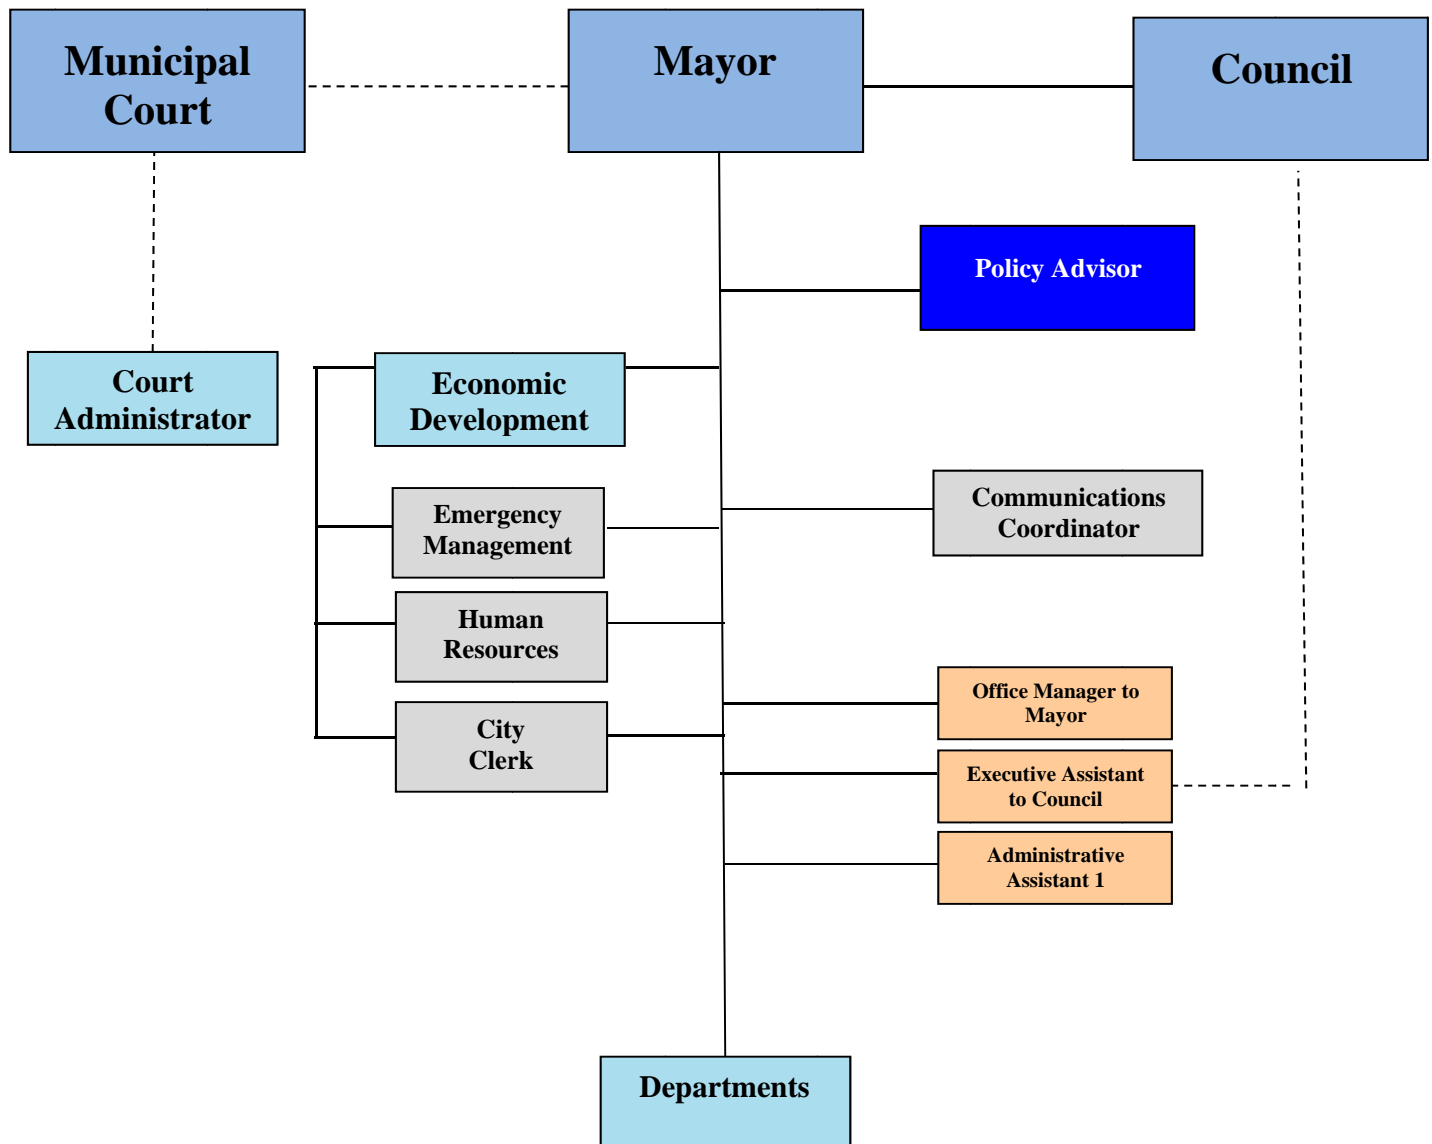 Municipal
Court
Mayor
Council
Policy Advisor
Court
Administrator
Economic
Development
Emergency
Management
Communications
Coordinator
Human
Resources
City
Clerk
Office Manager to
Mayor
Executive Assistant
to Council
Administrative
Assistant 1
Departments